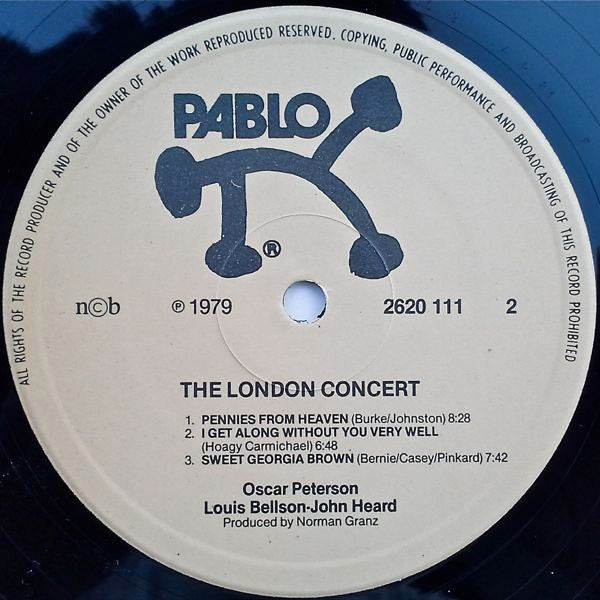 ALL RIGHTS OF THE RECORD PRODUCER AND OF THE OWNER OF THE WORK REPRODUCED RESERVED. COPYING, PUBLIC PERFORMANCE AND BROADCASTING OF THIS RECORD PROHIBITED
PABLO
®
n©b ℗ 1979 2620 111 2
THE LONDON CONCERT
1. PENNIES FROM HEAVEN (Burke/Johnston) 8:28
2. I GET ALONG WITHOUT YOU VERY WELL
(Hoagy Carmichael) 6:48
3. SWEET GEORGIA BROWN (Bernie/Casey/Pinkard) 7:42
Oscar Peterson
Louis Bellson-John Heard
Produced by Norman Granz